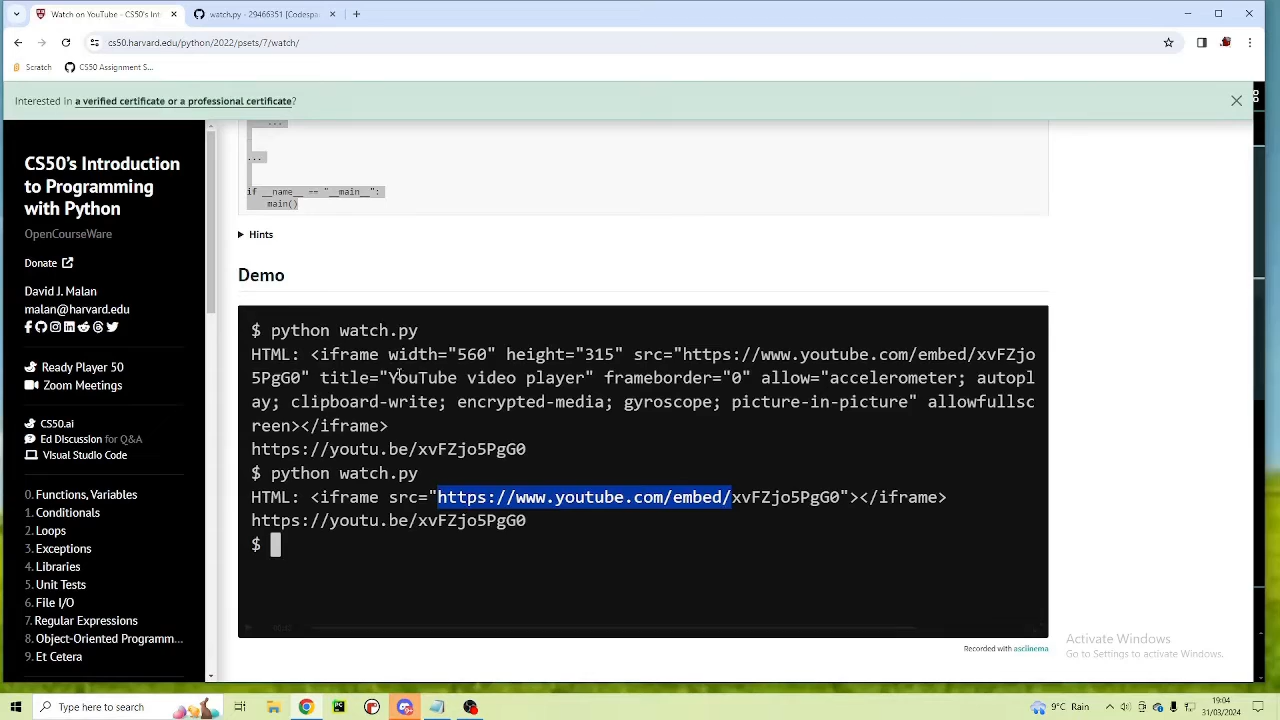 Watch on YouTube - CS50's Int
watch.py - 29466351 [Codespa
cs50.harvard.edu/python/2022/psets/7/watch/
Scratch
CS50 Assignment S...
Interested in a verified certificate or a professional certificate?
CS50's Introduction
to Programming
with Python
OpenCourseWare
Donate
David J. Malan
malan@harvard.edu
Ready Player 50
Zoom Meetings
CS50.ai
Ed Discussion for Q&A
Visual Studio Code
0. Functions, Variables
1. Conditionals
2. Loops
3. Exceptions
4. Libraries
5. Unit Tests
6. File I/O
7. Regular Expressions
8. Object-Oriented Programm...
9. Et Cetera
...
...
if __name__ == "__main__":
main()
Hints
Demo
$ python watch.py
HTML: <iframe width="560" height="315" src="https://www.youtube.com/embed/xvFZjo
5PgG0" title="YouTube video player" frameborder="0" allow="accelerometer; autopl
ay; clipboard-write; encrypted-media; gyroscope; picture-in-picture" allowfullsc
reen></iframe>
https://youtu.be/xvFZjo5PgG0
$ python watch.py
HTML: <iframe src="https://www.youtube.com/embed/xvFZjo5PgG0"></iframe>
https://youtu.be/xvFZjo5PgG0
$
00:42
Recorded with asciinema
Activate Windows
Go to Settings to activate Windows.
Type here to search
9°C Rain
19:04
31/03/2024